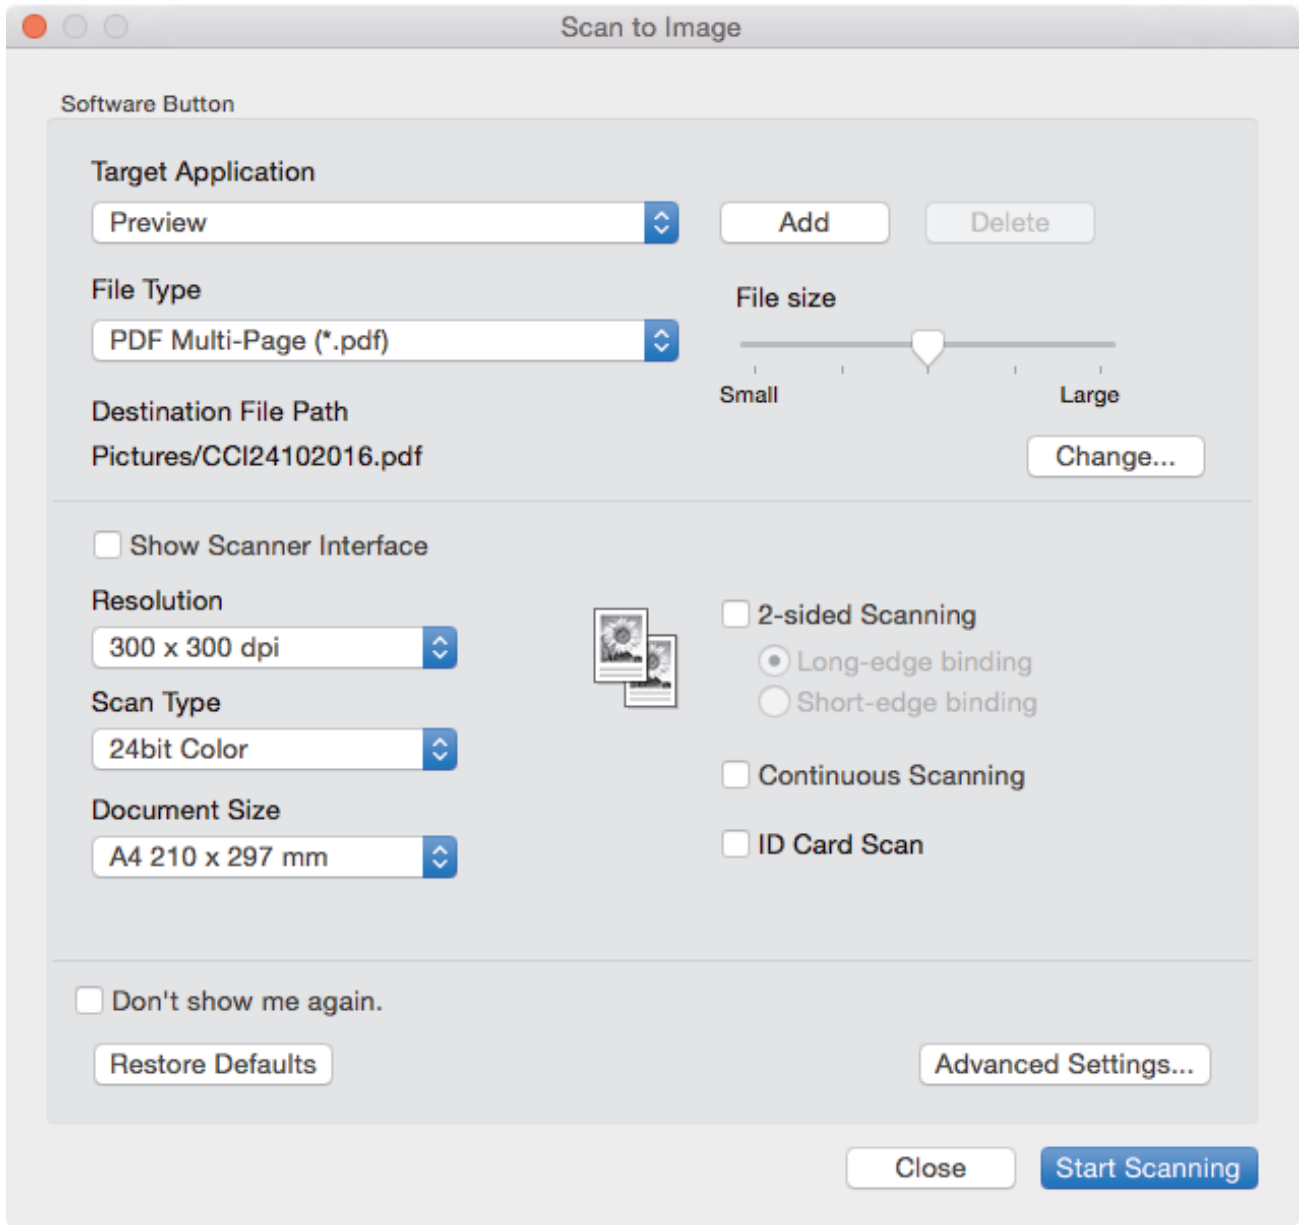 Scan to Image
Software Button
Target Application
Preview
Add
Delete
File Type
File size
PDF Multi-Page (*.pdf)
Small
Large
Destination File Path
Pictures/CCI24102016.pdf
Change...
Show Scanner Interface
Resolution
300 x 300 dpi
2-sided Scanning
Long-edge binding
Short-edge binding
Scan Type
24bit Color
Continuous Scanning
Document Size
A4 210 x 297 mm
ID Card Scan
Don't show me again.
Restore Defaults
Advanced Settings...
Close
Start Scanning